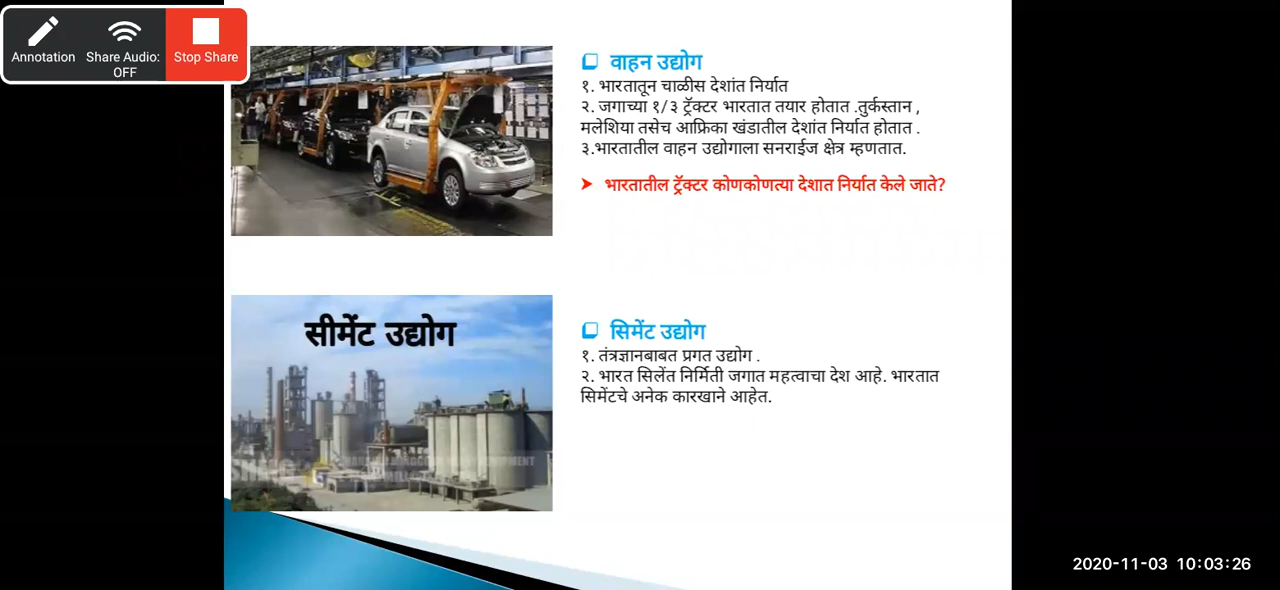 Annotation
Share Audio:
OFF
Stop Share
❑ वाहन उद्योग
१. भारतातून चाळीस देशांत निर्यात
२. जगाच्या १/३ ट्रॅक्टर भारतात तयार होतात .तुर्कस्तान ,
मलेशिया तसेच आफ्रिका खंडातील देशांत निर्यात होतात .
३.भारतातील वाहन उद्योगाला सनराईज क्षेत्र म्हणतात.
➤ भारतातील ट्रॅक्टर कोणकोणत्या देशात निर्यात केले जाते?
सीमेंट उद्योग
❑ सिमेंट उद्योग
१. तंत्रज्ञानबाबत प्रगत उद्योग .
२. भारत सिलेंत निर्मिती जगात महत्वाचा देश आहे. भारतात
सिमेंटचे अनेक कारखाने आहेत.
2020-11-03 10:03:26